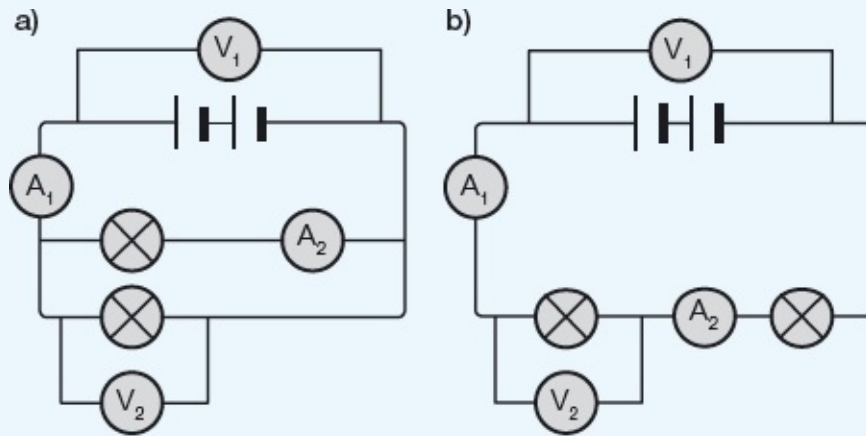 a)
V₁
A₁
A₂
V₂
b)
V₁
A₁
A₂
V₂